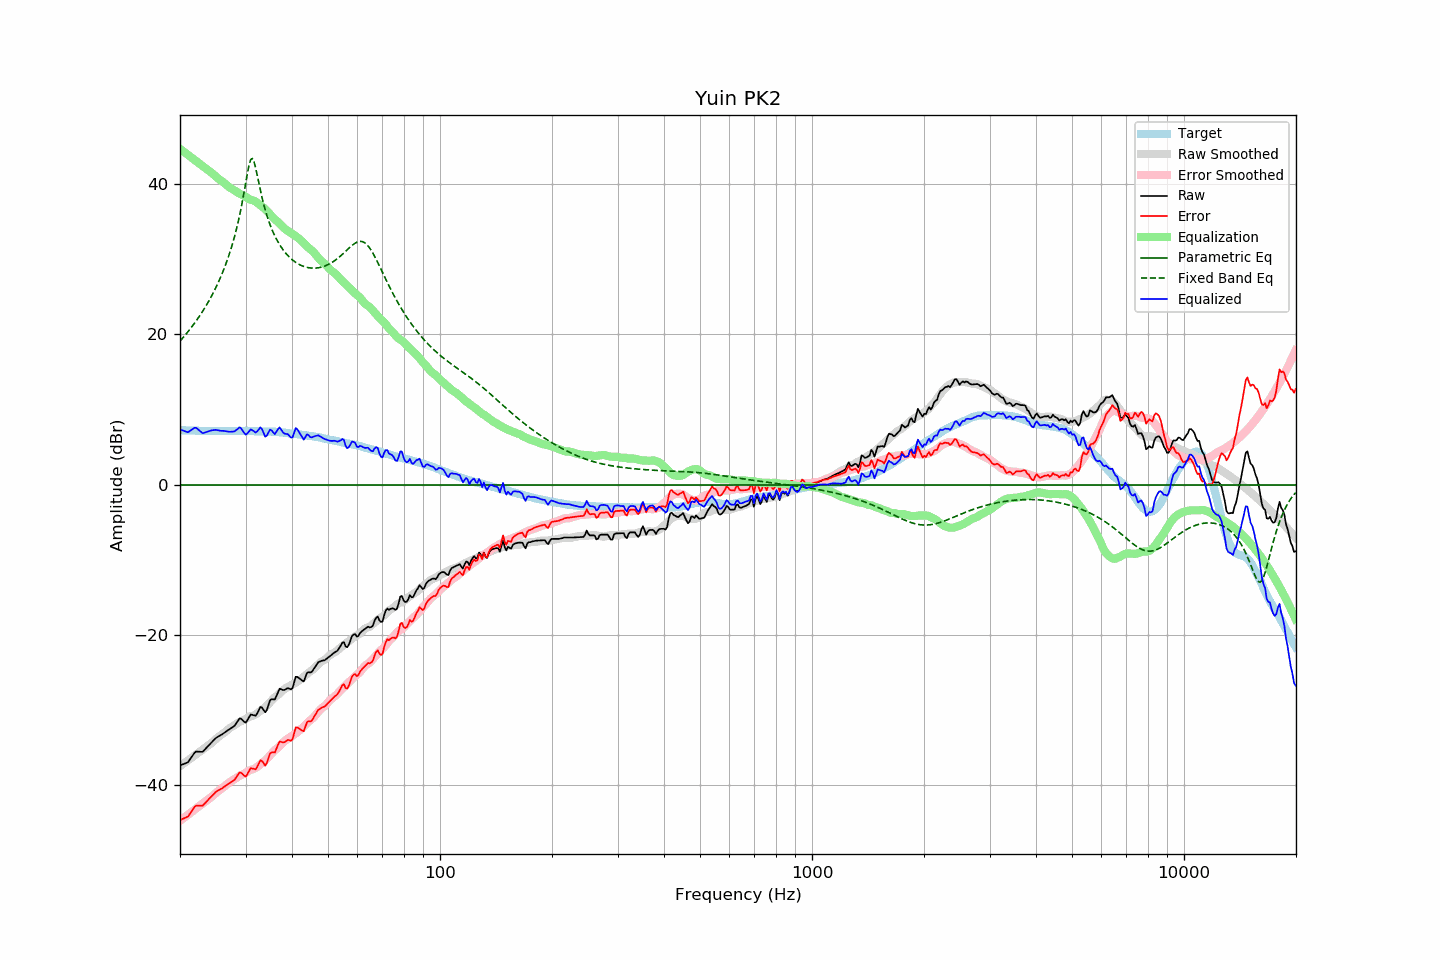 Yuin PK2
Target
Raw Smoothed
Error Smoothed
Raw
Error
Equalization
Parametric Eq
Fixed Band Eq
Equalized
Amplitude (dBr)
40
20
0
−20
−40
100
1000
10000
Frequency (Hz)